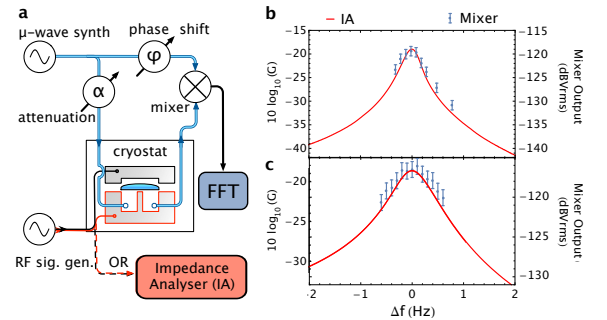 a
μ-wave synth
phase shift
φ
α
attenuation
mixer
cryostat
FFT
RF sig. gen.
OR
Impedance
Analyser (IA)
b
IA
Mixer
10 log₁₀(G)
−15
−20
−25
−30
−35
−40
−115
−120
−125
−130
−135
−140
Mixer Output
(dBVrms)
c
10 log₁₀(G)
−20
−25
−30
−120
−125
−130
Mixer Output
(dBVrms)
−2
−1
0
1
2
Δf (Hz)